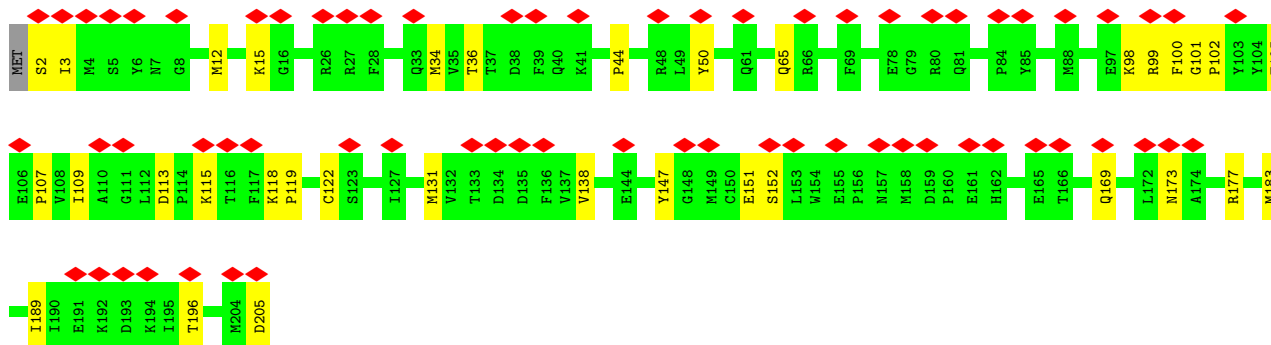 MET S2 I3 M4 S5 Y6 N7 G8 M12 K15 G16 R26 R27 F28 Q33 M34 V35 T36 T37 D38 F39 Q40 K41 P44 R48 L49 Y50 Q61 Q65 R66 F69 E78 G79 R80 Q81 P84 Y85 M88 E97 K98 R99 F100 G101 P102 Y103 Y104
E106 P107 V108 I109 A110 G111 L112 D113 P114 K115 T116 F117 K118 P119 C122 S123 I127 M131 V132 T133 D134 D135 F136 V137 V138 E144 Y147 G148 M149 C150 E151 S152 L153 W154 E155 P156 N157 M158 D159 P160 E161 H162 E165 T166 Q169 L172 N173 A174 R177 M183
I189 I190 E191 K192 D193 K194 I195 T196 M204 D205